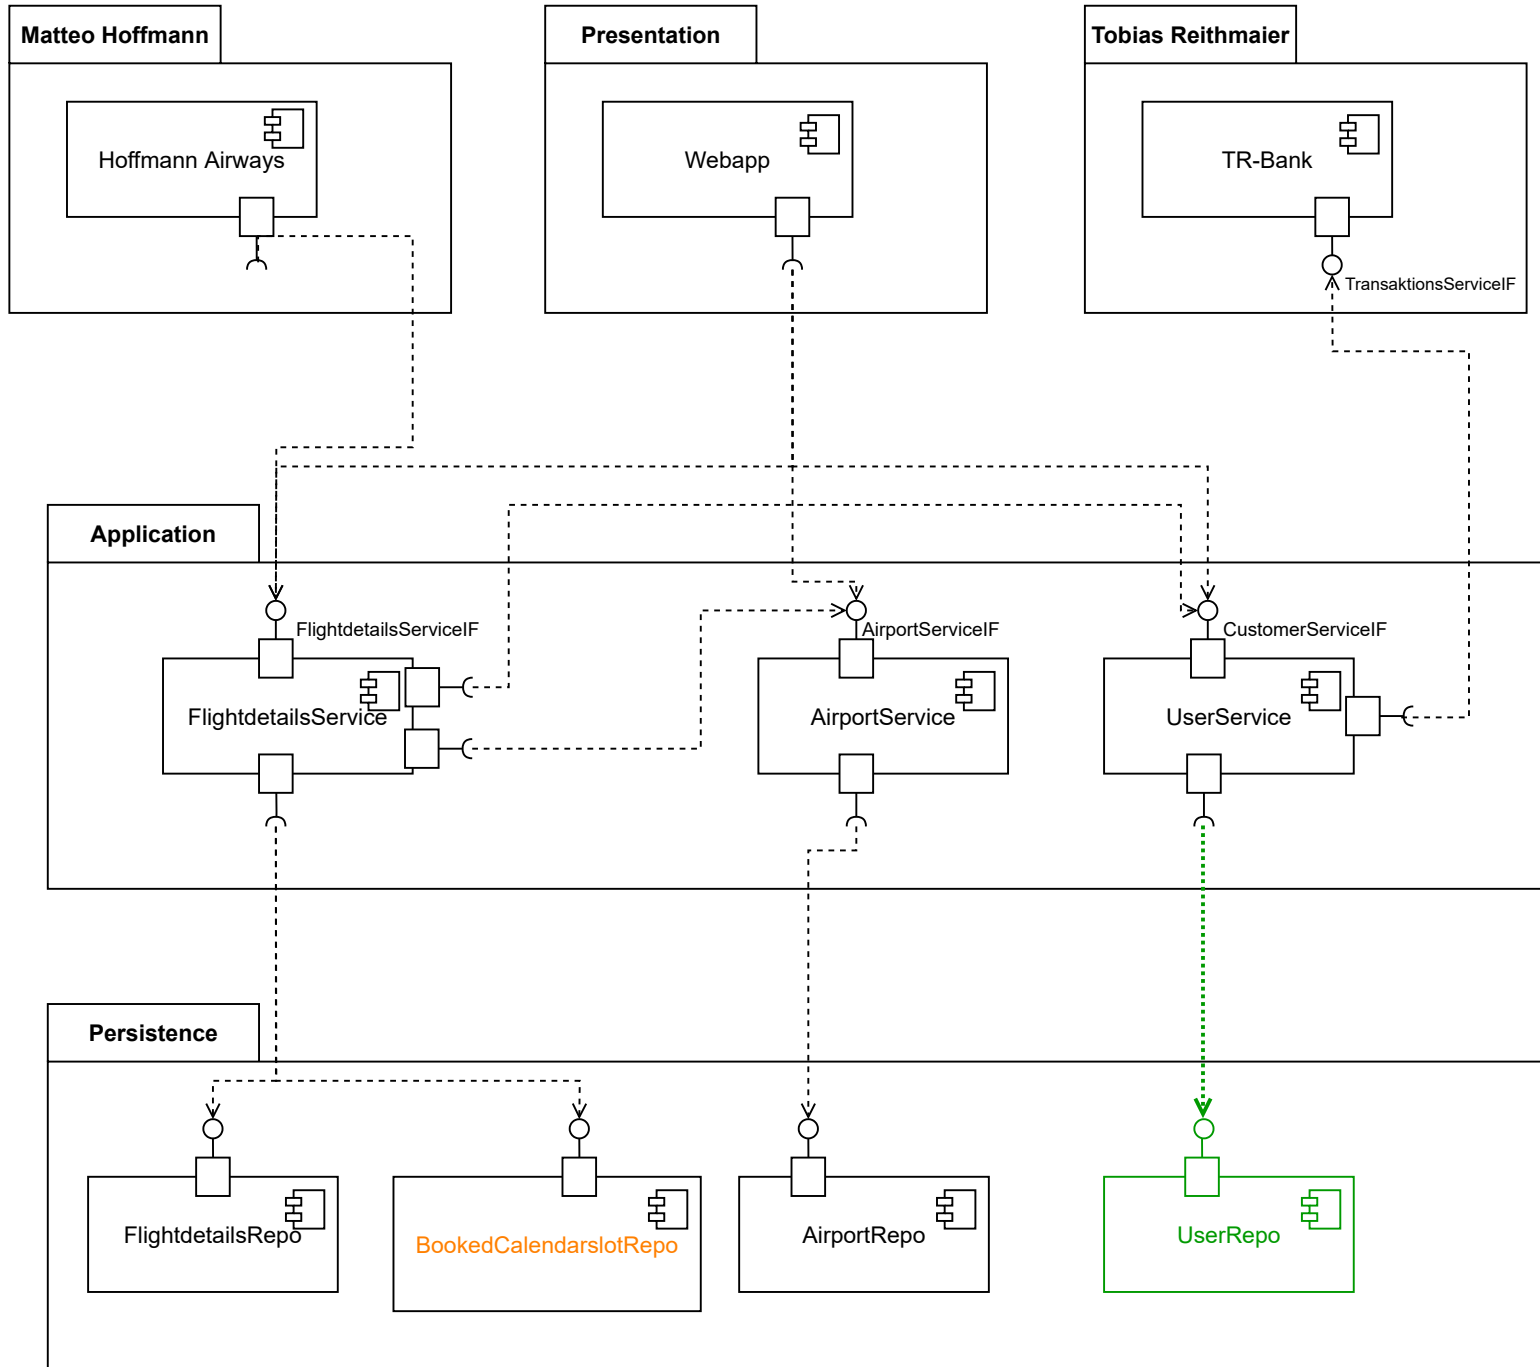 Matteo Hoffmann
Presentation
Tobias Reithmaier
Hoffmann Airways
Webapp
TR-Bank
TransaktionsServiceIF
Application
FlightdetailsServiceIF
AirportServiceIF
CustomerServiceIF
FlightdetailsService
AirportService
UserService
Persistence
FlightdetailsRepo
BookedCalendarslotRepo
AirportRepo
UserRepo